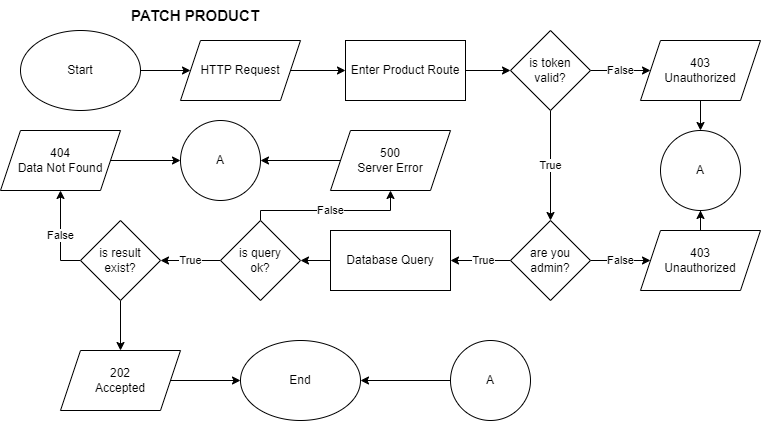 PATCH PRODUCT
Start
HTTP Request
Enter Product Route
is token
valid?
False
403
Unauthorized
404
Data Not Found
A
500
Server Error
True
A
False
False
is result
exist?
True
is query
ok?
Database Query
True
are you
admin?
False
403
Unauthorized
202
Accepted
End
A